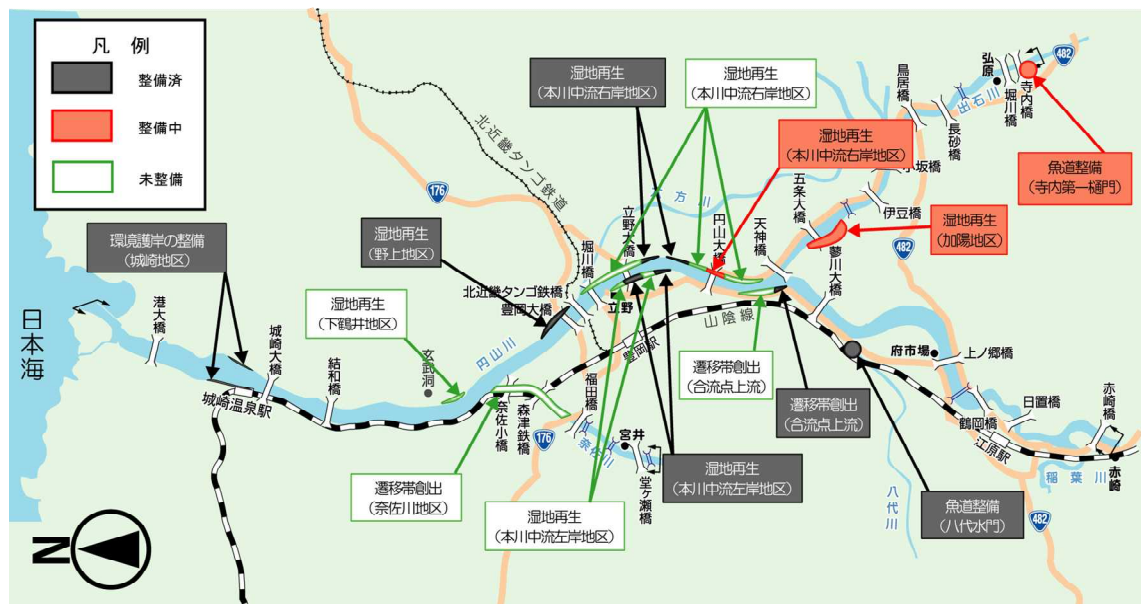 凡 例
整備済
整備中
未整備
湿地再生
(本川中流右岸地区)
湿地再生
(本川中流右岸地区)
湿地再生
(本川中流右岸地区)
魚道整備
(寺内第一樋門)
湿地再生
(加陽地区)
環境護岸の整備
(城崎地区)
湿地再生
(野上地区)
湿地再生
(下鶴井地区)
遷移帯創出
(奈佐川地区)
湿地再生
(本川中流左岸地区)
湿地再生
(本川中流左岸地区)
遷移帯創出
(合流点上流)
遷移帯創出
(合流点上流)
魚道整備
(八代水門)
日本海
港大橋
城崎大橋
城崎温泉駅
結和橋
玄武洞
円山川
奈佐小橋
森津鉄橋
176
176
福田橋
奈佐川
宮井
堂ヶ瀬橋
北近畿タンゴ鉄道
北近畿タンゴ鉄橋
豊岡大橋
堀川橋
立野大橋
立野
豊岡駅
山陰線
六方川
円山大橋
天神橋
五条大橋
伊豆橋
小坂橋
鳥居橋
長砂橋
出石川
弘原
堀川橋
寺内橋
482
482
482
蓼川大橋
府市場
上ノ郷橋
鶴岡橋
日置橋
江原駅
赤崎橋
赤崎
稲葉川
八代川
N